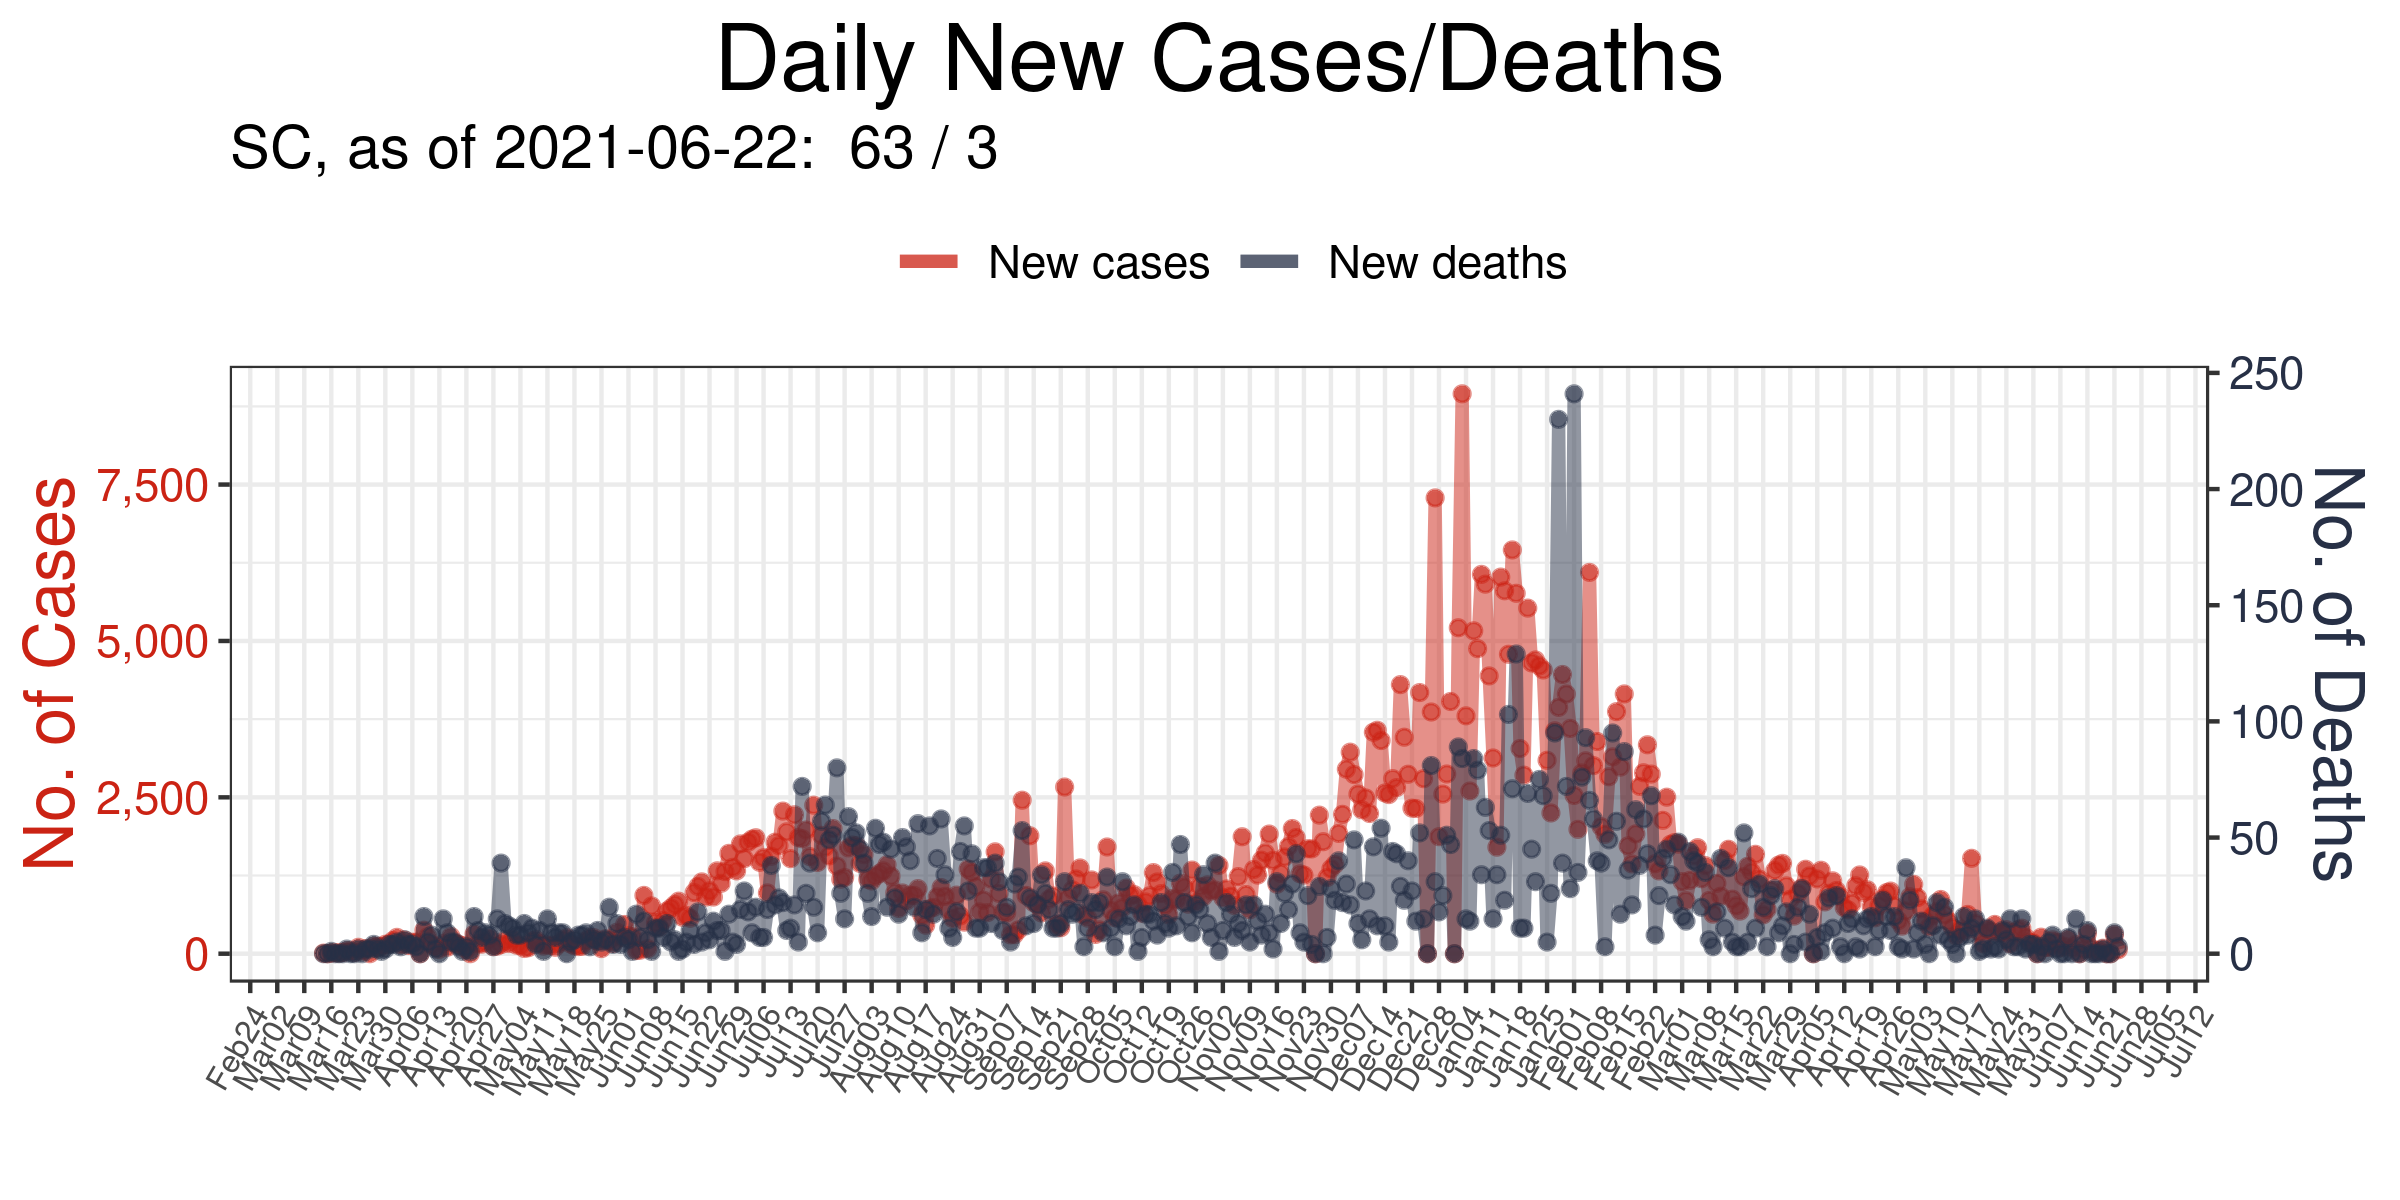 Daily New Cases/Deaths
SC, as of 2021-06-22: 63 / 3
New cases
New deaths
No. of Cases
7,500
5,000
2,500
0
250
200
150
100
50
0
No. of Deaths
Feb24
Mar02
Mar09
Mar16
Mar23
Mar30
Apr06
Apr13
Apr20
Apr27
May04
May11
May18
May25
Jun01
Jun08
Jun15
Jun22
Jun29
Jul06
Jul13
Jul20
Jul27
Aug03
Aug10
Aug17
Aug24
Aug31
Sep07
Sep14
Sep21
Sep28
Oct05
Oct12
Oct19
Oct26
Nov02
Nov09
Nov16
Nov23
Nov30
Dec07
Dec14
Dec21
Dec28
Jan04
Jan11
Jan18
Jan25
Feb01
Feb08
Feb15
Feb22
Mar01
Mar08
Mar15
Mar22
Mar29
Apr05
Apr12
Apr19
Apr26
May03
May10
May17
May24
May31
Jun07
Jun14
Jun21
Jun28
Jul05
Jul12